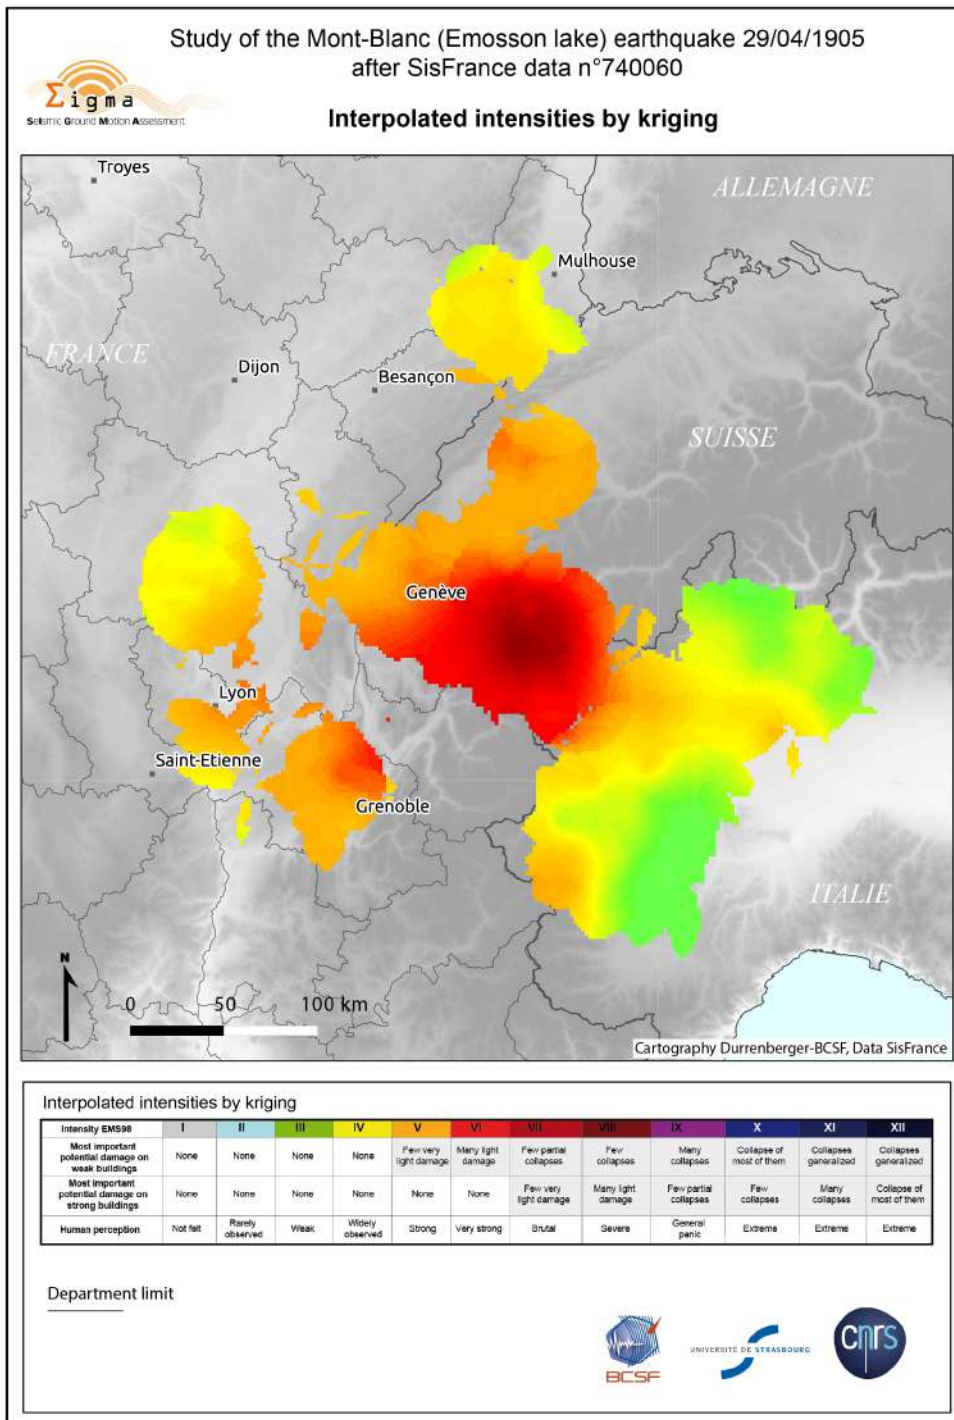 Study of the Mont-Blanc (Emosson lake) earthquake 29/04/1905
after SisFrance data n°740060
Σigma
Seismic Ground Motion Assessment
Interpolated intensities by kriging
Troyes
ALLEMAGNE
Mulhouse
FRANCE
Dijon
Besançon
SUISSE
Genève
Lyon
Saint-Etienne
Grenoble
ITALIE
N
0 50 100 km
Cartography Durrenberger-BCSF, Data SisFrance
Interpolated intensities by kriging
Intensity EMS98 I II III IV V VI VII VIII IX X XI XII
Most important potential damage on weak buildings None None None None Few very light damage Many light damage Few partial collapses Few collapses Many collapses Collapse of most of them Collapses generalized Collapses generalized
Most important potential damage on strong buildings None None None None None None Few very light damage Many light damage Few partial collapses Few collapses Many collapses Collapse of most of them
Human perception Not felt Rarely observed Weak Widely observed Strong Very strong Brutal Severe General panic Extreme Extreme Extreme
Department limit
BCSF
UNIVERSITÉ DE STRASBOURG
cnrs